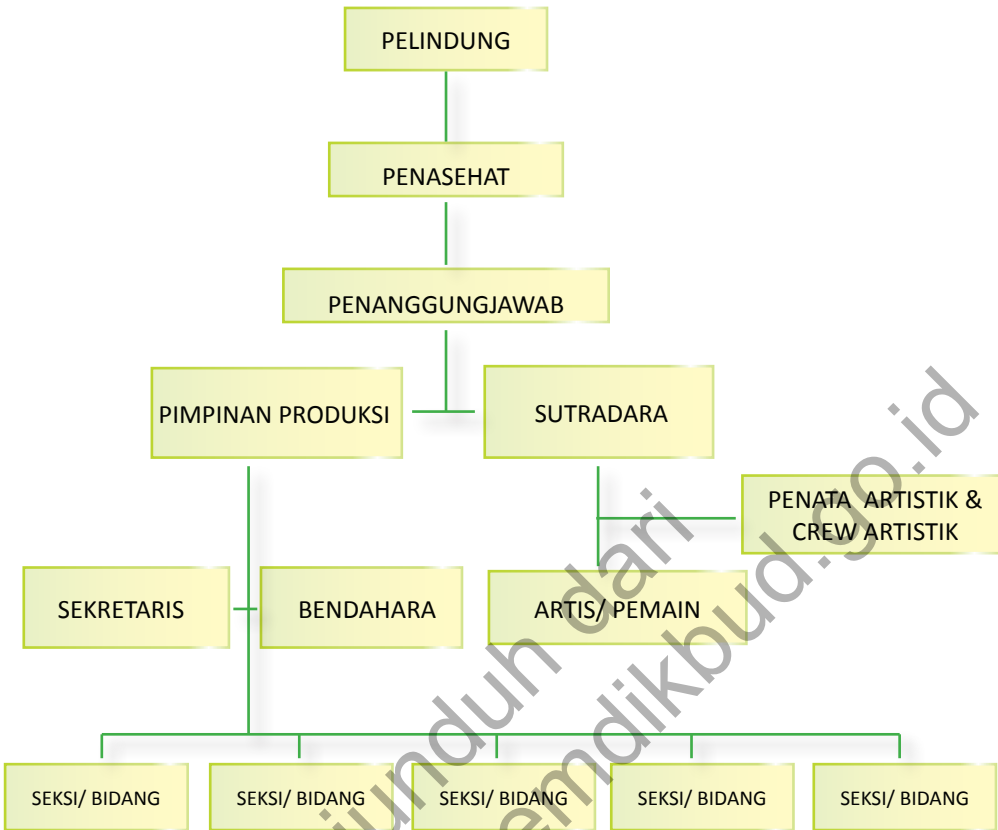 PELINDUNG
PENASEHAT
PENANGGUNGJAWAB
PIMPINAN PRODUKSI
SUTRADARA
PENATA ARTISTIK &
CREW ARTISTIK
SEKRETARIS
BENDAHARA
ARTIS/ PEMAIN
SEKSI/ BIDANG
SEKSI/ BIDANG
SEKSI/ BIDANG
SEKSI/ BIDANG
SEKSI/ BIDANG